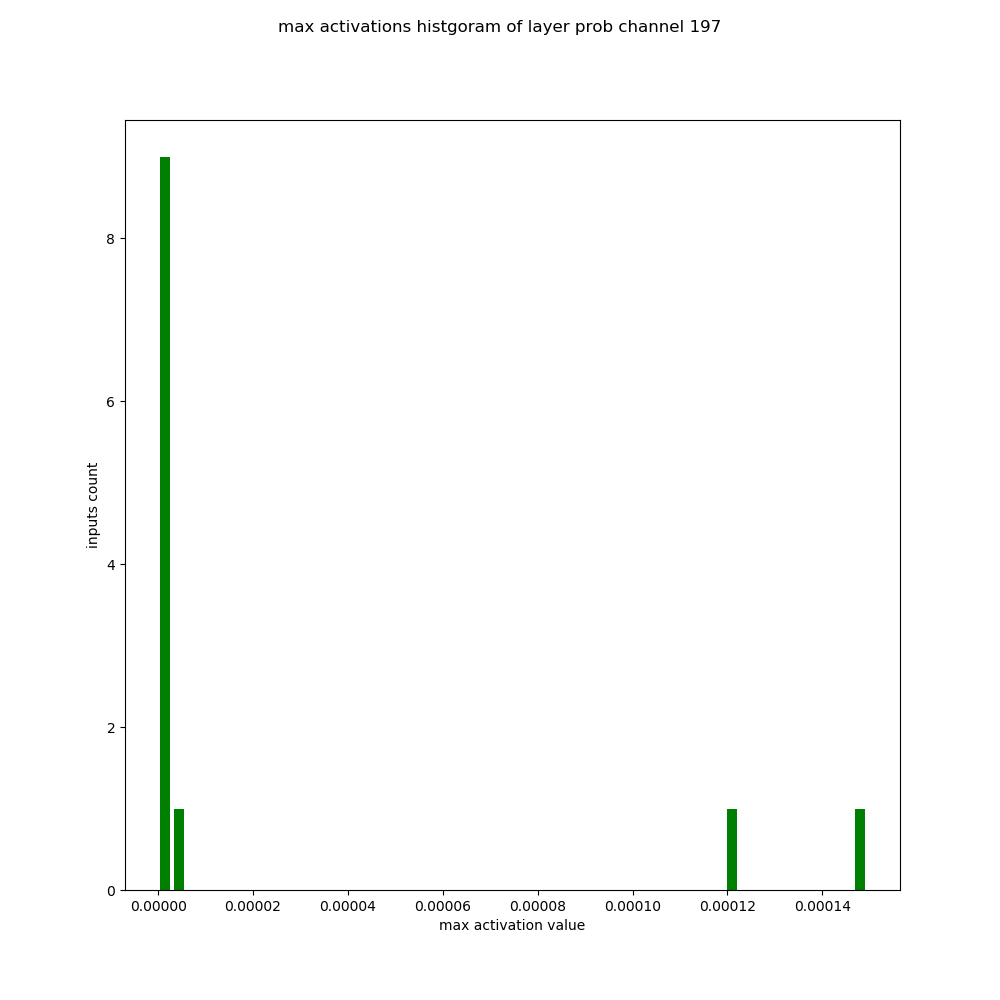 max activations histgoram of layer prob channel 197
8
6
inputs count
4
2
0
0.00000 0.00002 0.00004 0.00006 0.00008 0.00010 0.00012 0.00014
max activation value